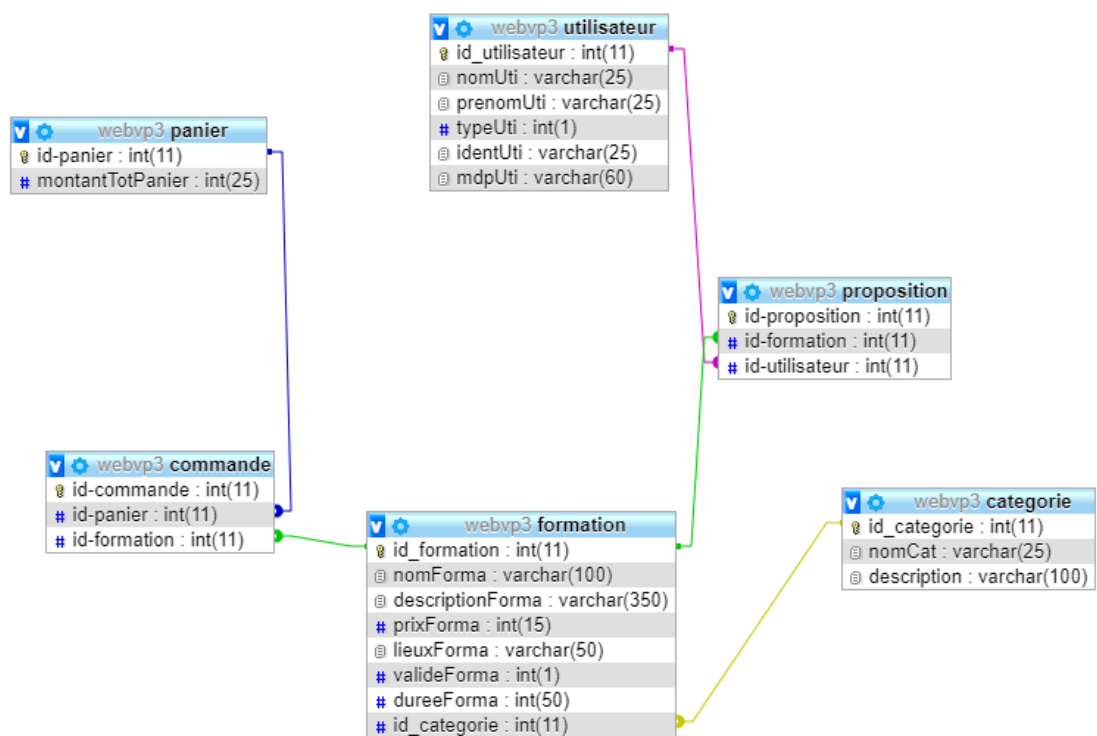 webvp3 utilisateur
id_utilisateur : int(11)
nomUti : varchar(25)
prenomUti : varchar(25)
# typeUti : int(1)
identUti : varchar(25)
mdpUti : varchar(60)
webvp3 panier
id-panier : int(11)
# montantTotPanier : int(25)
webvp3 proposition
id-proposition : int(11)
# id-formation : int(11)
# id-utilisateur : int(11)
webvp3 commande
id-commande : int(11)
# id-panier : int(11)
# id-formation : int(11)
webvp3 formation
id_formation : int(11)
nomForma : varchar(100)
descriptionForma : varchar(350)
# prixForma : int(15)
lieuxForma : varchar(50)
# valideForma : int(1)
# dureeForma : int(50)
# id_categorie : int(11)
webvp3 categorie
id_categorie : int(11)
nomCat : varchar(25)
description : varchar(100)